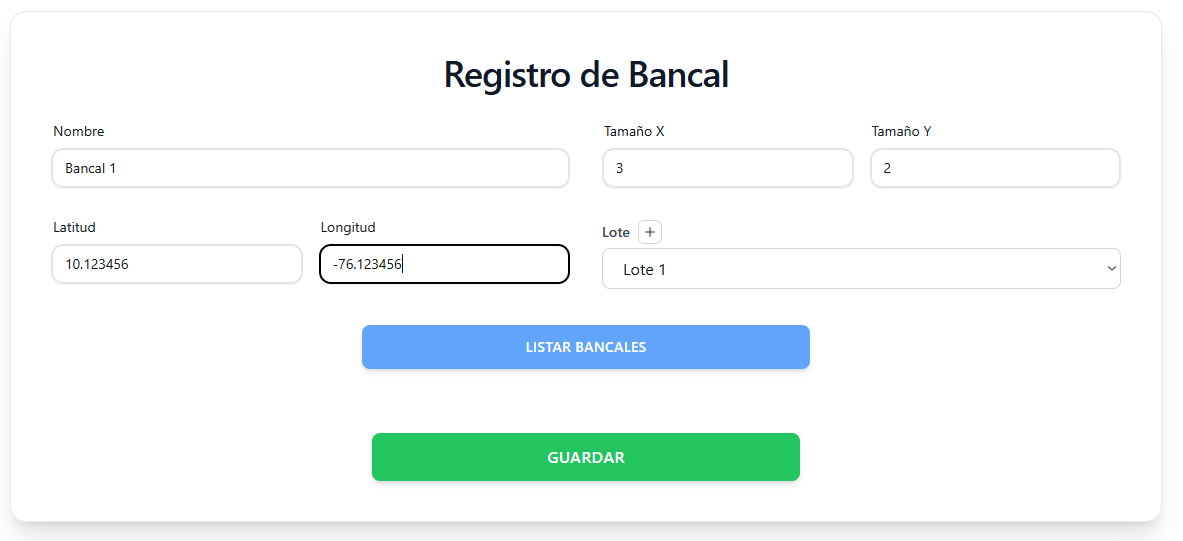 Registro de Bancal
Nombre
Tamaño X
Tamaño Y
Bancal 1
3
2
Latitud
Longitud
Lote +
10.123456
-76.123456
Lote 1
LISTAR BANCALES
GUARDAR